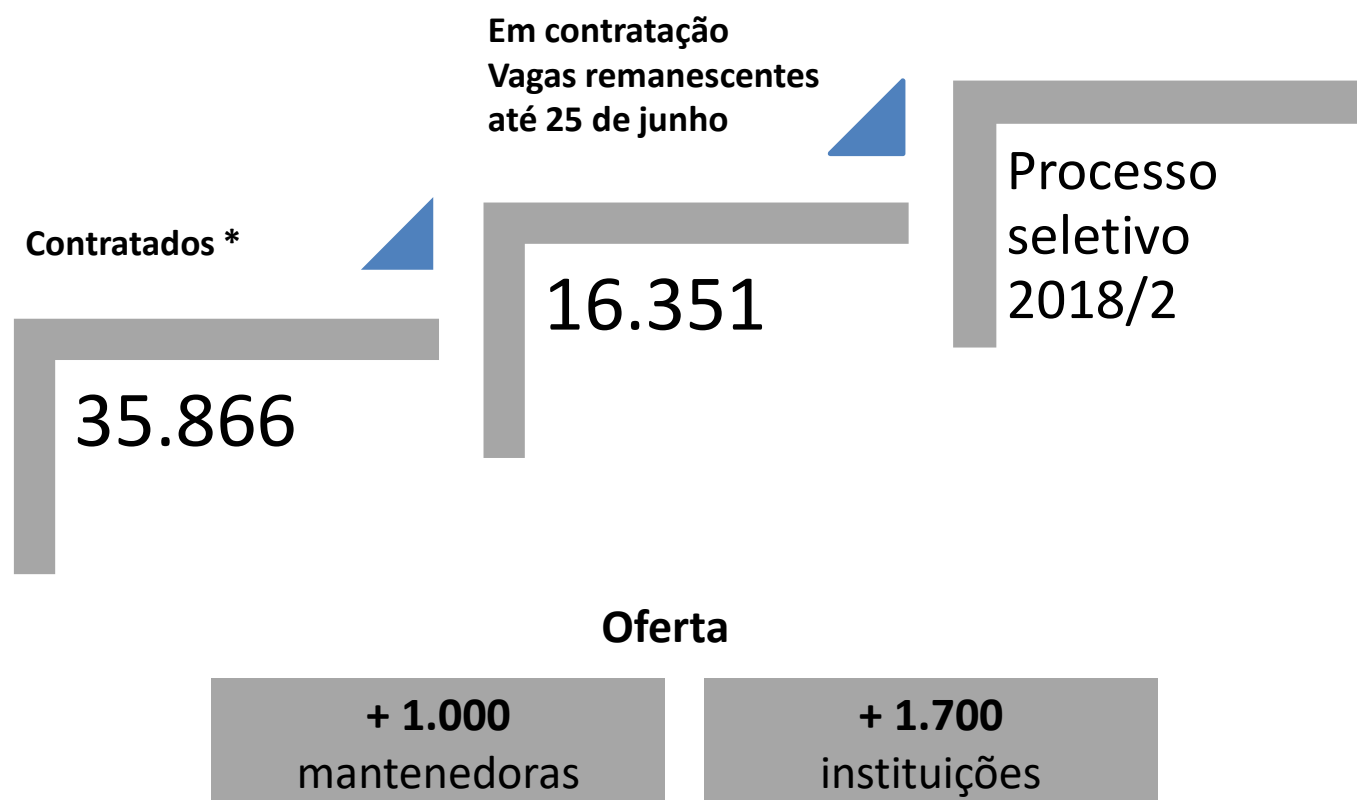 Contratados *
35.866
Em contratação
Vagas remanescentes
até 25 de junho
16.351
Processo
seletivo
2018/2
Oferta
+ 1.000
mantenedoras
+ 1.700
instituições